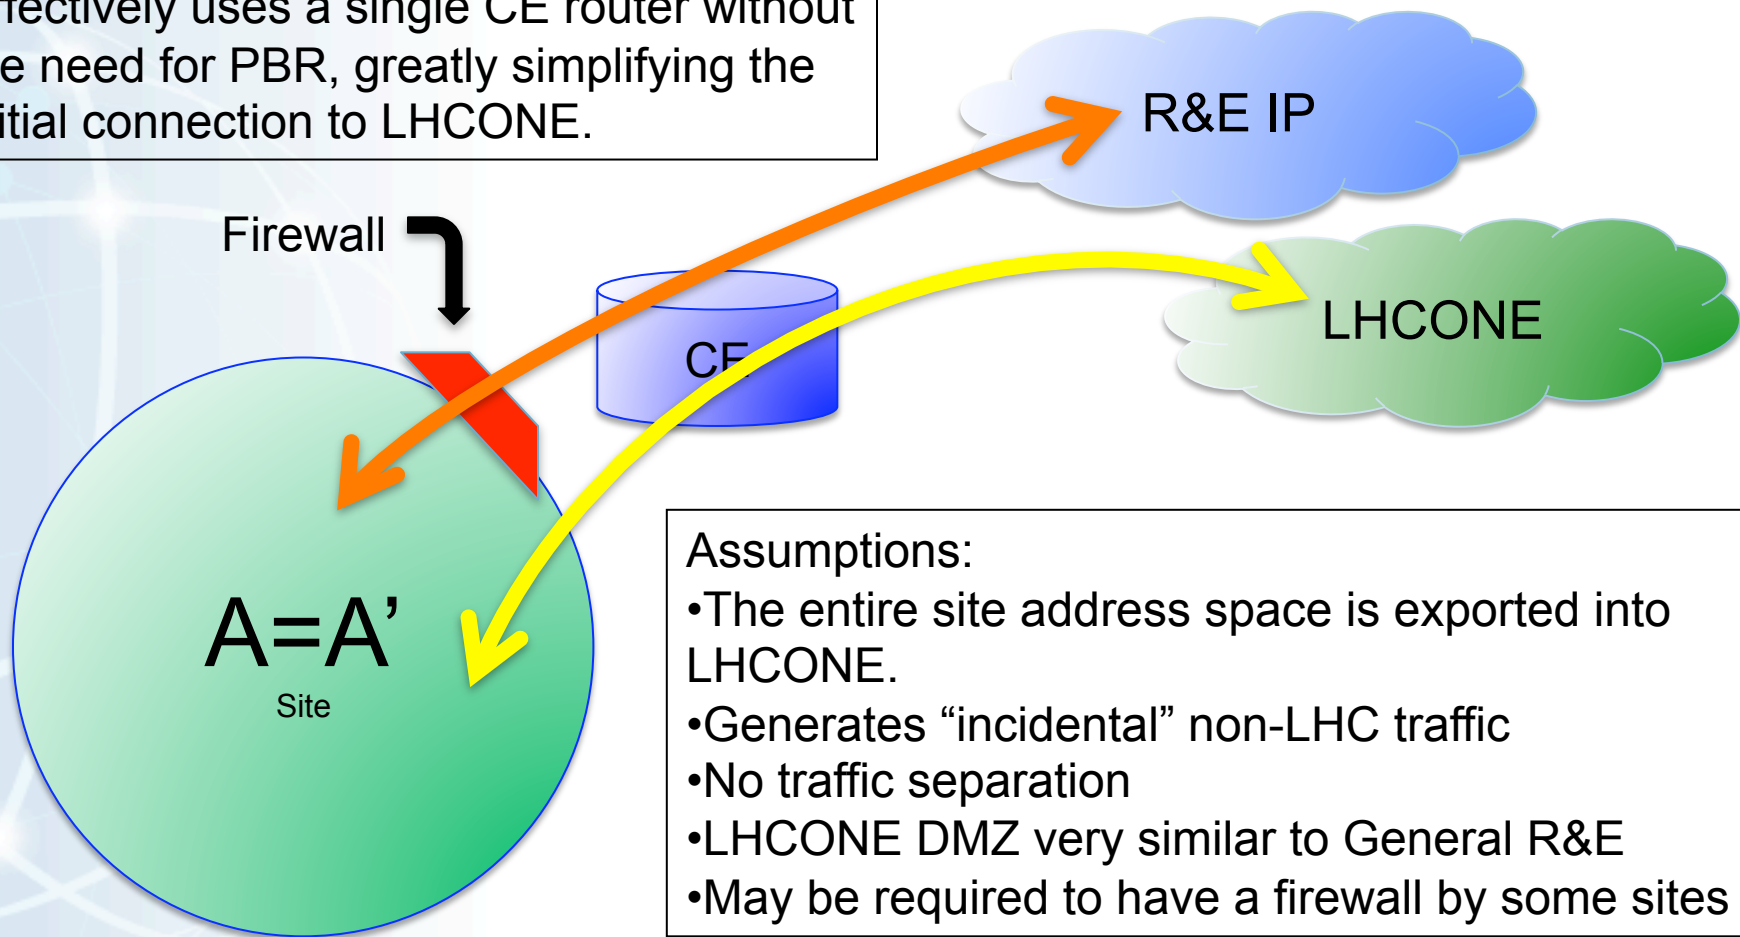 effectively uses a single CE router without
need for PBR, greatly simplifying the
connection to LHCONE.
R&E IP
Firewall
CE
LHCONE
A=A’
Site
Assumptions:
•The entire site address space is exported into
LHCONE.
•Generates “incidental” non-LHC traffic
•No traffic separation
•LHCONE DMZ very similar to General R&E
•May be required to have a firewall by some sites